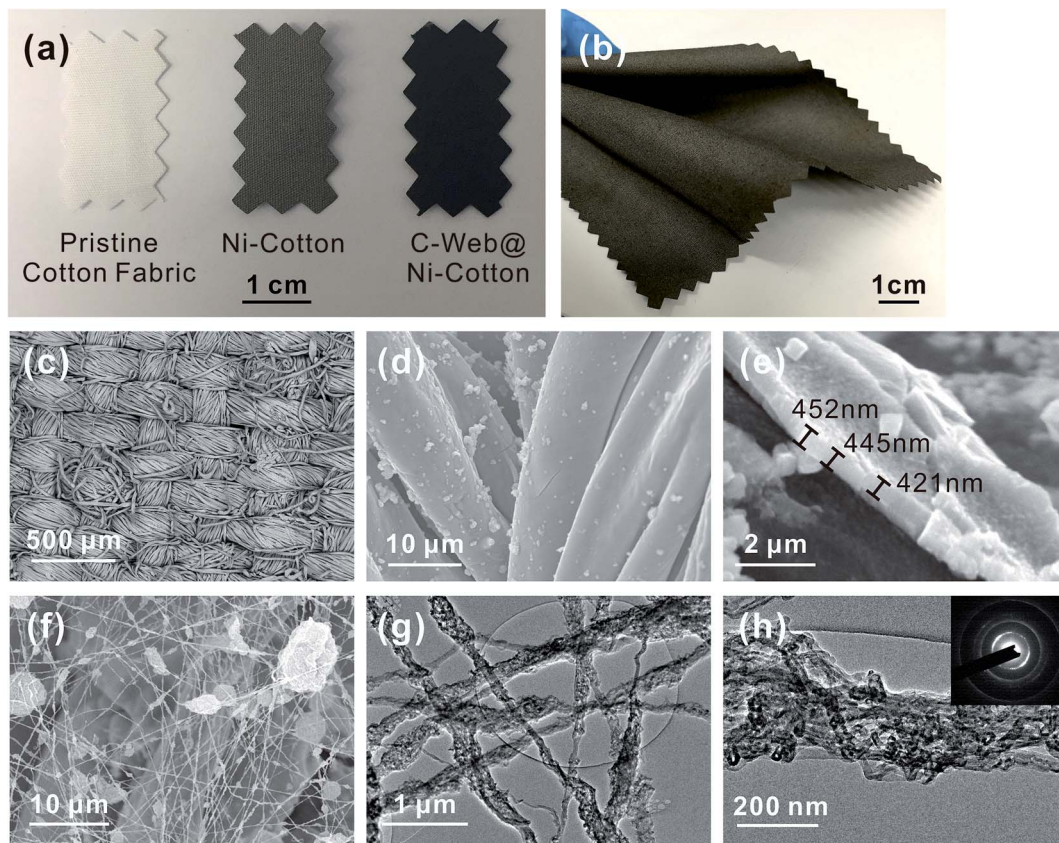 (a)
Pristine
Cotton Fabric
Ni-Cotton
1 cm
C-Web@
Ni-Cotton
(b)
1cm
(c)
500 μm
(d)
10 μm
(e)
452nm
445nm
421nm
2 μm
(f)
10 μm
(g)
1 μm
(h)
200 nm